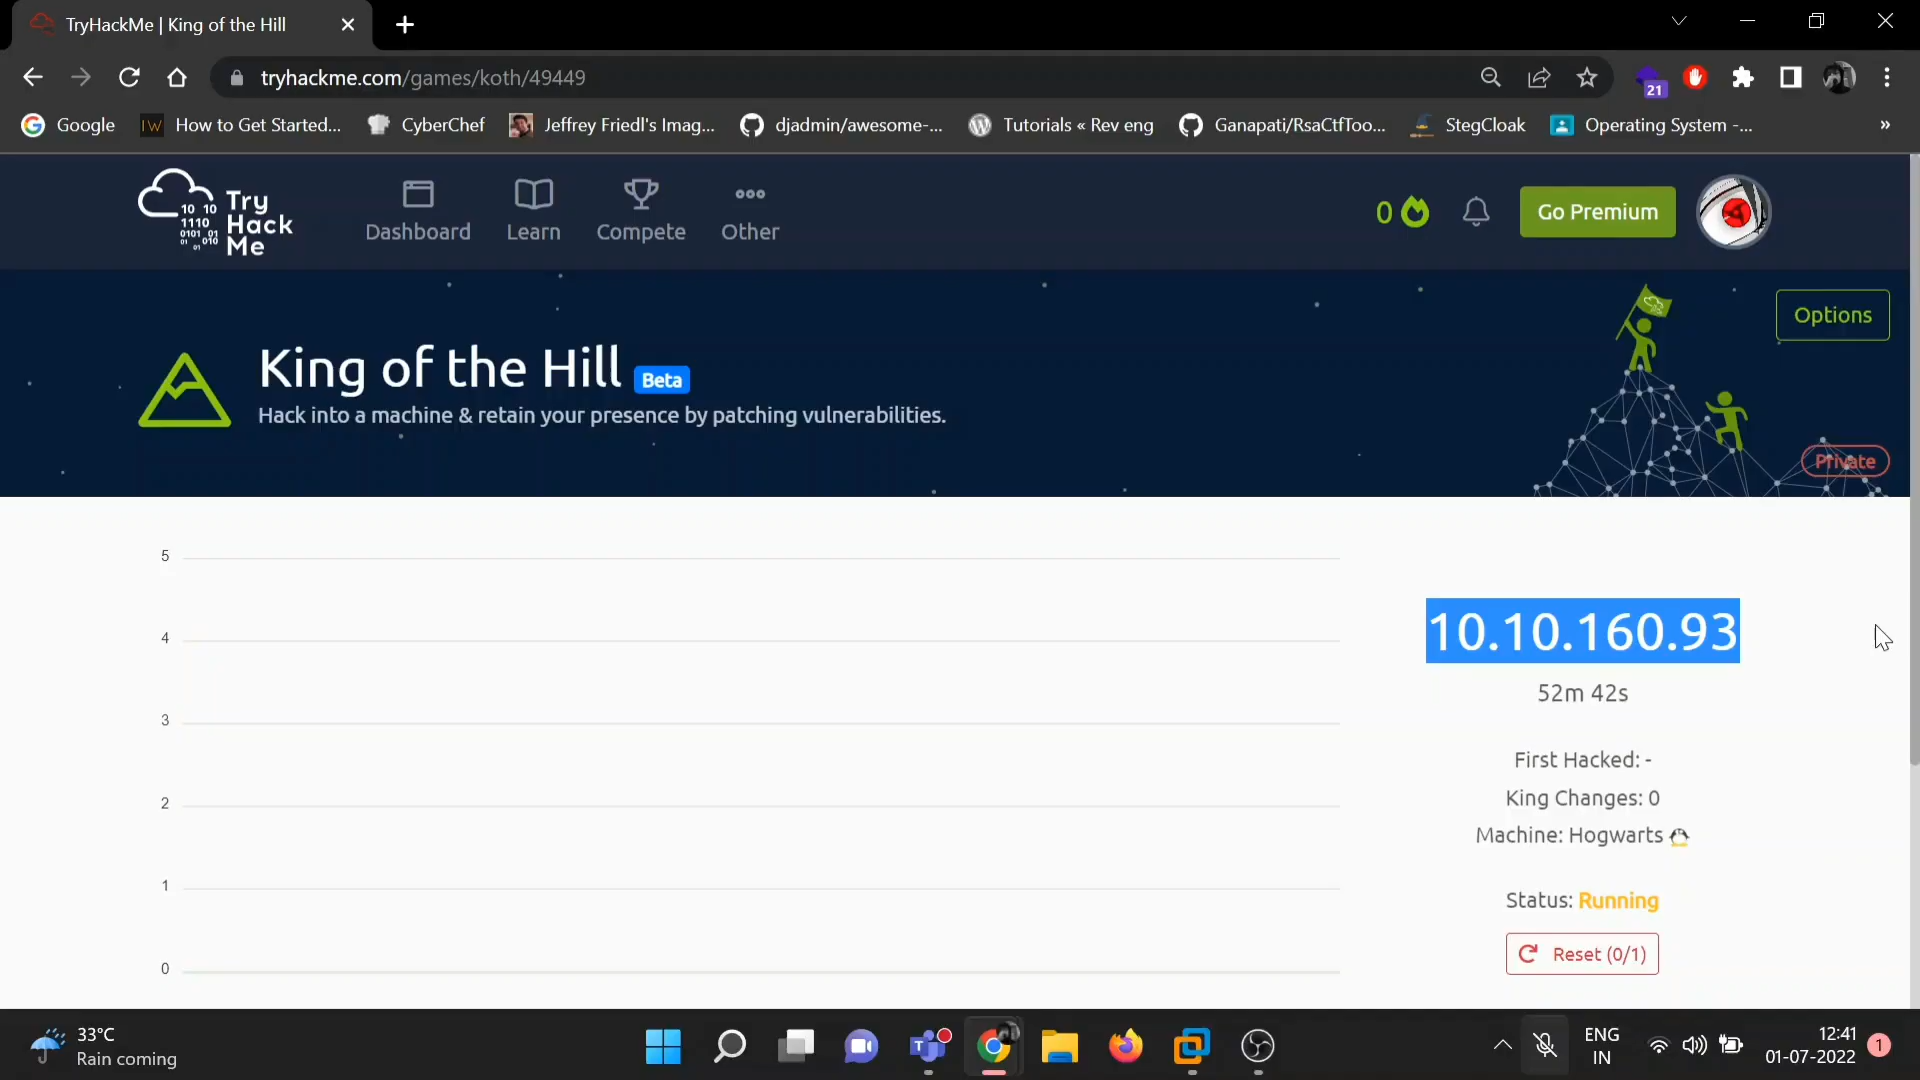 TryHackMe | King of the Hill
tryhackme.com/games/koth/49449
21
Google
How to Get Started...
CyberChef
Jeffrey Friedl's Imag...
djadmin/awesome-...
Tutorials « Rev eng
Ganapati/RsaCtfToo...
StegCloak
Operating System -...
»
Try
Hack
Me
Dashboard
Learn
Compete
Other
0
Go Premium
Options
King of the Hill Beta
Hack into a machine & retain your presence by patching vulnerabilities.
Private
5
4
3
2
1
0
10.10.160.93
52m 42s
First Hacked: -
King Changes: 0
Machine: Hogwarts
Status: Running
Reset (0/1)
33°C
Rain coming
ENG
IN
12:41
01-07-2022
1